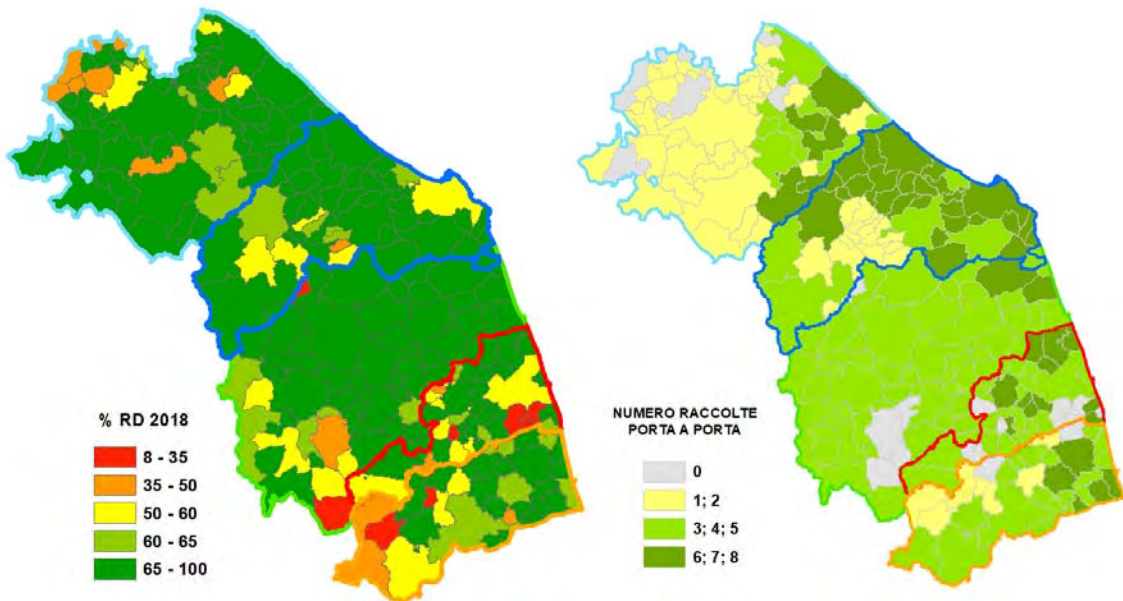 % RD 2018
8 - 35
35 - 50
50 - 60
60 - 65
65 - 100
NUMERO RACCOLTE
PORTA A PORTA
0
1; 2
3; 4; 5
6; 7; 8